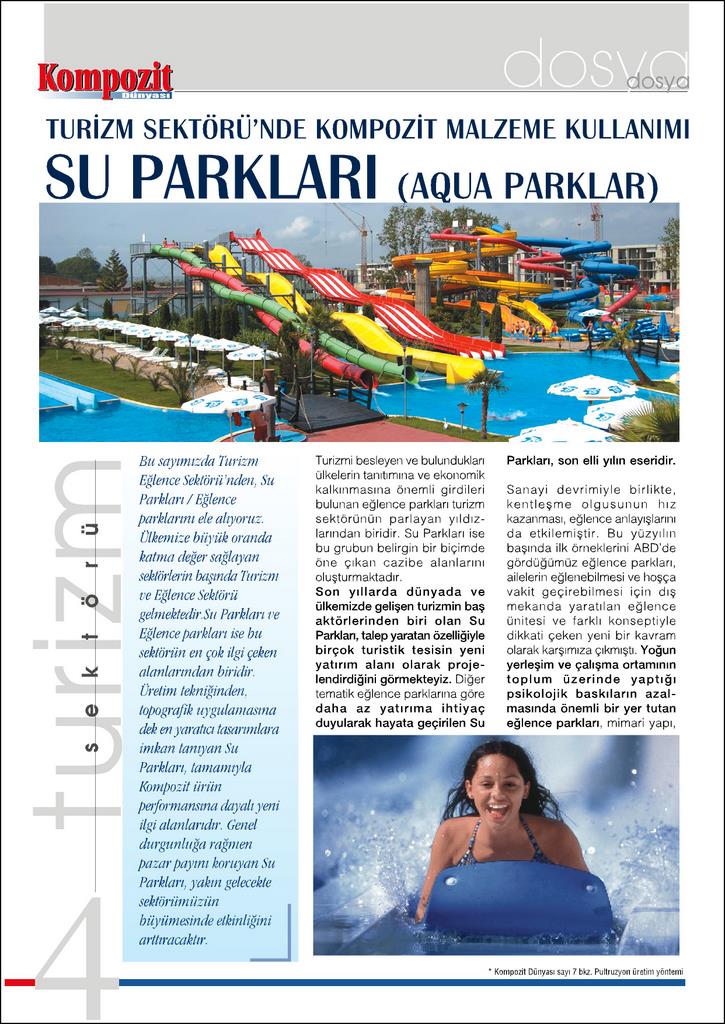 dosya
dosya
Kompozit
Dünyası
TURİZM SEKTÖRÜ'NDE KOMPOZİT MALZEME KULLANIMI
SU PARKLARI (AQUA PARKLAR)
turizm
sektörü
Bu sayımızda Turizm
Eğlence Sektörü'nden, Su
Parkları / Eğlence
parklarını ele alıyoruz.
Ülkemize büyük oranda
katma değer sağlayan
sektörlerin başında Turizm
ve Eğlence Sektörü
gelmektedir.Su Parkları ve
Eğlence parkları ise bu
sektörün en çok ilgi çeken
alanlarından biridir.
Üretim tekniğinden,
topografik uygulamasına
dek en yaratıcı tasarımlara
imkan tanıyan Su
Parkları, tamamıyla
Kompozit ürün
performansına dayalı yeni
ilgi alanlarıdır. Genel
durgunluğa rağmen
pazar payını koruyan Su
Parkları, yakın gelecekte
sektörümüzün
büyümesinde etkinliğini
arttıracaktır.
Turizmi besleyen ve bulundukları
ülkelerin tanıtımına ve ekonomik
kalkınmasına önemli girdileri
bulunan eğlence parkları turizm
sektörünün parlayan yıldız-
larından biridir. Su Parkları ise
bu grubun belirgin bir biçimde
öne çıkan cazibe alanlarını
oluşturmaktadır.
Son yıllarda dünyada ve
ülkemizde gelişen turizmin baş
aktörlerinden biri olan Su
Parkları, talep yaratan özelliğiyle
birçok turistik tesisin yeni
yatırım alanı olarak proje-
lendirdiğini görmekteyiz. Diğer
tematik eğlence parklarına göre
daha az yatırıma ihtiyaç
duyularak hayata geçirilen Su
Parkları, son elli yılın eseridir.
Sanayi devrimiyle birlikte,
kentleşme olgusunun hız
kazanması, eğlence anlayışlarını
da etkilemiştir. Bu yüzyılın
başında ilk örneklerini ABD'de
gördüğümüz eğlence parkları,
ailelerin eğlenebilmesi ve hoşça
vakit geçirebilmesi için dış
mekanda yaratılan eğlence
ünitesi ve farklı konseptiyle
dikkati çeken yeni bir kavram
olarak karşımıza çıkmıştı. Yoğun
yerleşim ve çalışma ortamının
toplum üzerinde yaptığı
psikolojik baskıların azal-
masında önemli bir yer tutan
eğlence parkları, mimari yapı,
* Kompozit Dünyası sayı 7 bkz. Pultruzyon üretim yöntemi
4